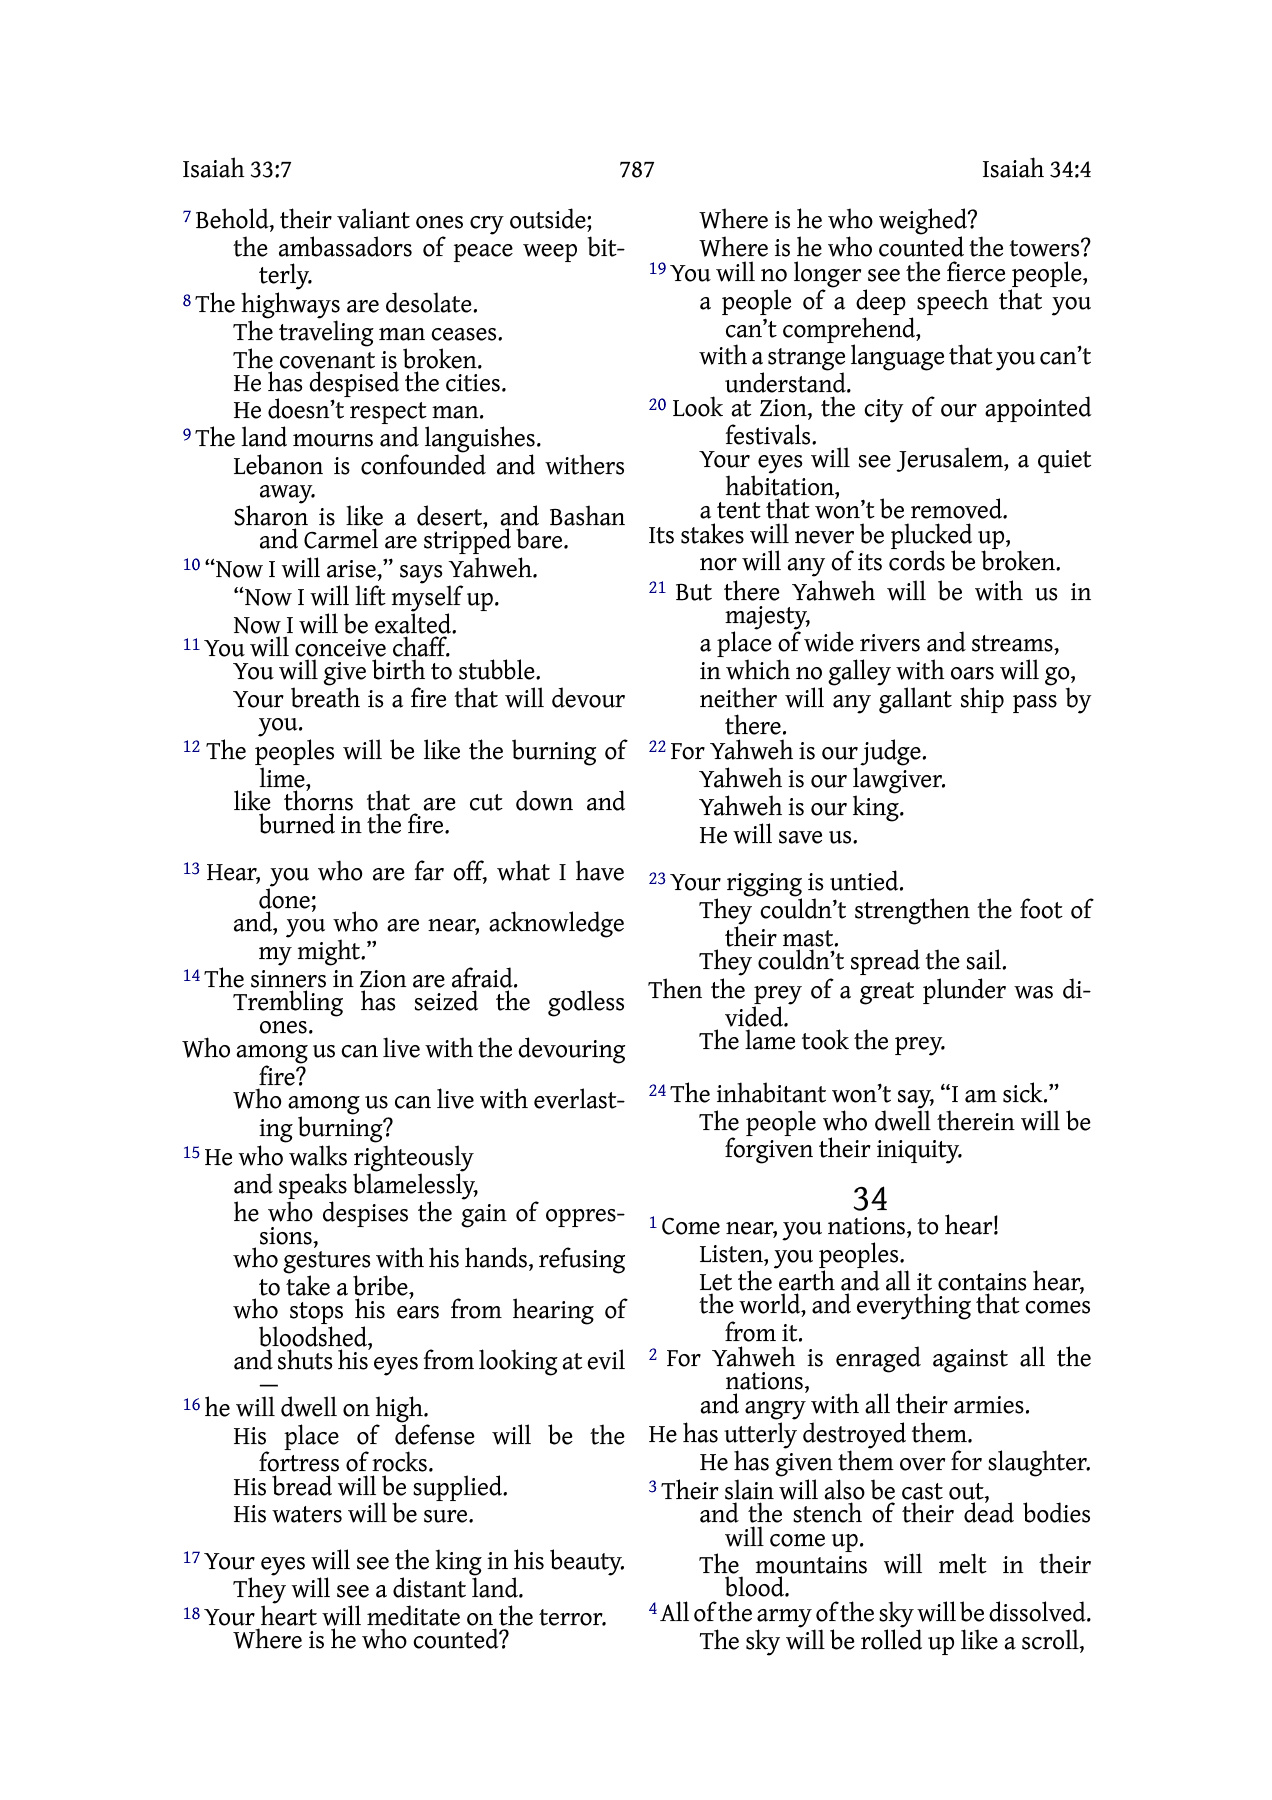 Isaiah 33:7 787 Isaiah 34:4
7 Behold, their valiant ones cry outside;
the ambassadors of peace weep bit-
terly.
8 The highways are desolate.
The traveling man ceases.
The covenant is broken.
He has despised the cities.
He doesn’t respect man.
9 The land mourns and languishes.
Lebanon is confounded and withers
away.
Sharon is like a desert, and Bashan
and Carmel are stripped bare.
10 “Now I will arise,” says Yahweh.
“Now I will lift myself up.
Now I will be exalted.
11 You will conceive chaff.
You will give birth to stubble.
Your breath is a fire that will devour
you.
12 The peoples will be like the burning of
lime,
like thorns that are cut down and
burned in the fire.
13 Hear, you who are far off, what I have
done;
and, you who are near, acknowledge
my might.”
14 The sinners in Zion are afraid.
Trembling has seized the godless
ones.
Who among us can live with the devouring
fire?
Who among us can live with everlast-
ing burning?
15 He who walks righteously
and speaks blamelessly,
he who despises the gain of oppres-
sions,
who gestures with his hands, refusing
to take a bribe,
who stops his ears from hearing of
bloodshed,
and shuts his eyes from looking at evil
—
16 he will dwell on high.
His place of defense will be the
fortress of rocks.
His bread will be supplied.
His waters will be sure.
17 Your eyes will see the king in his beauty.
They will see a distant land.
18 Your heart will meditate on the terror.
Where is he who counted?
Where is he who weighed?
Where is he who counted the towers?
19 You will no longer see the fierce people,
a people of a deep speech that you
can’t comprehend,
with a strange language that you can’t
understand.
20 Look at Zion, the city of our appointed
festivals.
Your eyes will see Jerusalem, a quiet
habitation,
a tent that won’t be removed.
Its stakes will never be plucked up,
nor will any of its cords be broken.
21 But there Yahweh will be with us in
majesty,
a place of wide rivers and streams,
in which no galley with oars will go,
neither will any gallant ship pass by
there.
22 For Yahweh is our judge.
Yahweh is our lawgiver.
Yahweh is our king.
He will save us.
23 Your rigging is untied.
They couldn’t strengthen the foot of
their mast.
They couldn’t spread the sail.
Then the prey of a great plunder was di-
vided.
The lame took the prey.
24 The inhabitant won’t say, “I am sick.”
The people who dwell therein will be
forgiven their iniquity.
34
1 Come near, you nations, to hear!
Listen, you peoples.
Let the earth and all it contains hear,
the world, and everything that comes
from it.
2 For Yahweh is enraged against all the
nations,
and angry with all their armies.
He has utterly destroyed them.
He has given them over for slaughter.
3 Their slain will also be cast out,
and the stench of their dead bodies
will come up.
The mountains will melt in their
blood.
4 All of the army of the sky will be dissolved.
The sky will be rolled up like a scroll,